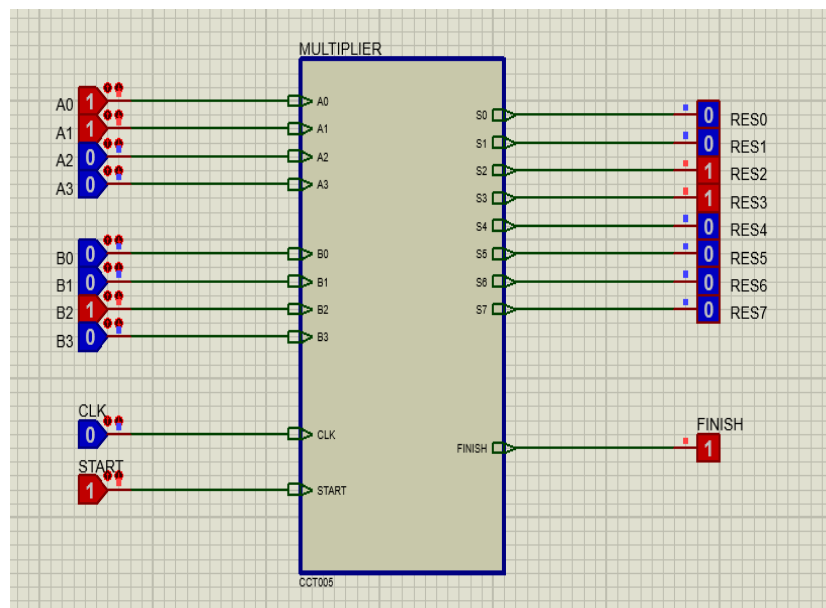 MULTIPLIER
A0 1 A0 S0 0 RES0
A1 1 A1 S1 0 RES1
A2 0 A2 S2 1 RES2
A3 0 A3 S3 1 RES3
S4 0 RES4
B0 0 B0 S5 0 RES5
B1 0 B1 S6 0 RES6
B2 1 B2 S7 0 RES7
B3 0 B3
CLK
0 CLK
FINISH
FINISH 1
START
1 START
CCT005